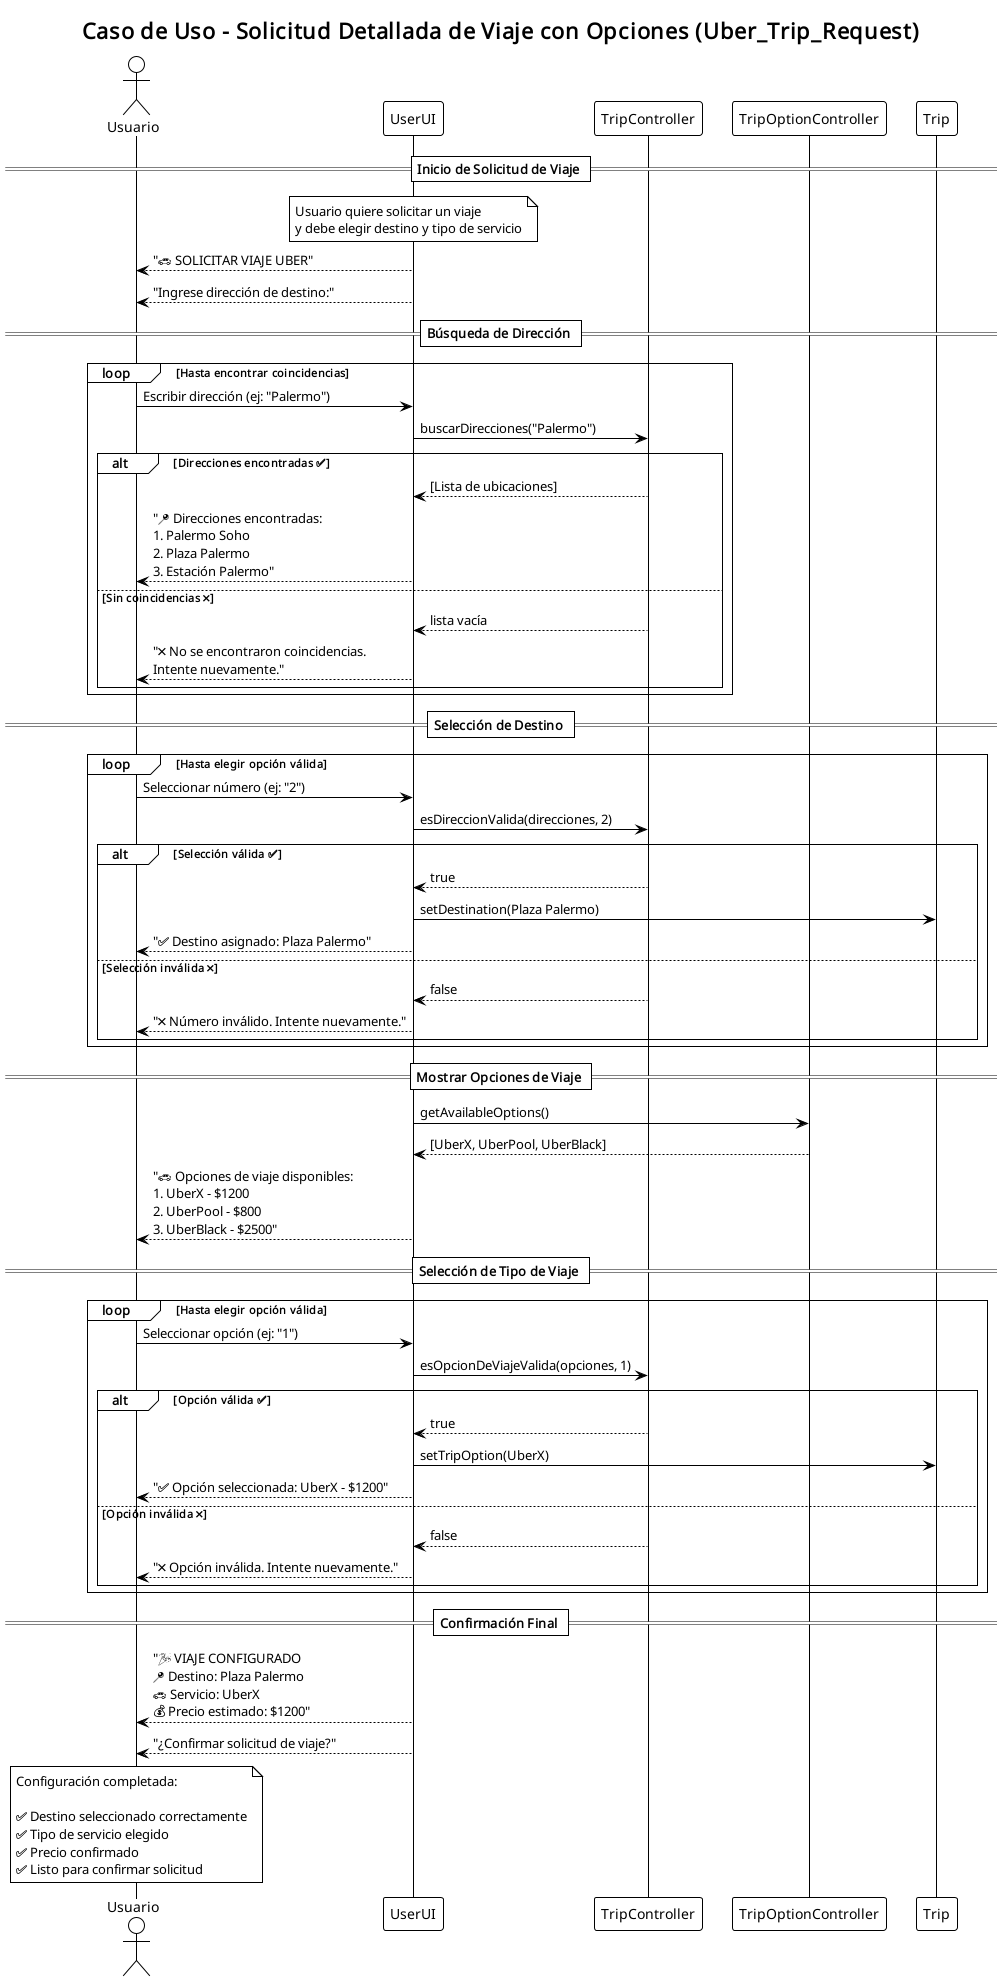 Caso de Uso - Solicitud Detallada de Viaje con Opciones (Uber_Trip_Request)
Usuario
UserUI
TripController
TripOptionController
Trip
Inicio de Solicitud de Viaje
Usuario quiere solicitar un viaje
y debe elegir destino y tipo de servicio
"🚗 SOLICITAR VIAJE UBER"
"Ingrese dirección de destino:"
Búsqueda de Dirección
loop [Hasta encontrar coincidencias]
Escribir dirección (ej: "Palermo")
buscarDirecciones("Palermo")
alt [Direcciones encontradas ✅]
[Lista de ubicaciones]
"📍 Direcciones encontradas:
1. Palermo Soho
2. Plaza Palermo
3. Estación Palermo"
[Sin coincidencias ❌]
lista vacía
"❌ No se encontraron coincidencias.
Intente nuevamente."
Selección de Destino
loop [Hasta elegir opción válida]
Seleccionar número (ej: "2")
esDireccionValida(direcciones, 2)
alt [Selección válida ✅]
true
setDestination(Plaza Palermo)
"✅ Destino asignado: Plaza Palermo"
[Selección inválida ❌]
false
"❌ Número inválido. Intente nuevamente."
Mostrar Opciones de Viaje
getAvailableOptions()
[UberX, UberPool, UberBlack]
"🚗 Opciones de viaje disponibles:
1. UberX - $1200
2. UberPool - $800
3. UberBlack - $2500"
Selección de Tipo de Viaje
loop [Hasta elegir opción válida]
Seleccionar opción (ej: "1")
esOpcionDeViajeValida(opciones, 1)
alt [Opción válida ✅]
true
setTripOption(UberX)
"✅ Opción seleccionada: UberX - $1200"
[Opción inválida ❌]
false
"❌ Opción inválida. Intente nuevamente."
Confirmación Final
"🎉 VIAJE CONFIGURADO
📍 Destino: Plaza Palermo
🚗 Servicio: UberX
💰 Precio estimado: $1200"
"¿Confirmar solicitud de viaje?"
Configuración completada:
✅ Destino seleccionado correctamente
✅ Tipo de servicio elegido
✅ Precio confirmado
✅ Listo para confirmar solicitud
Usuario
UserUI
TripController
TripOptionController
Trip